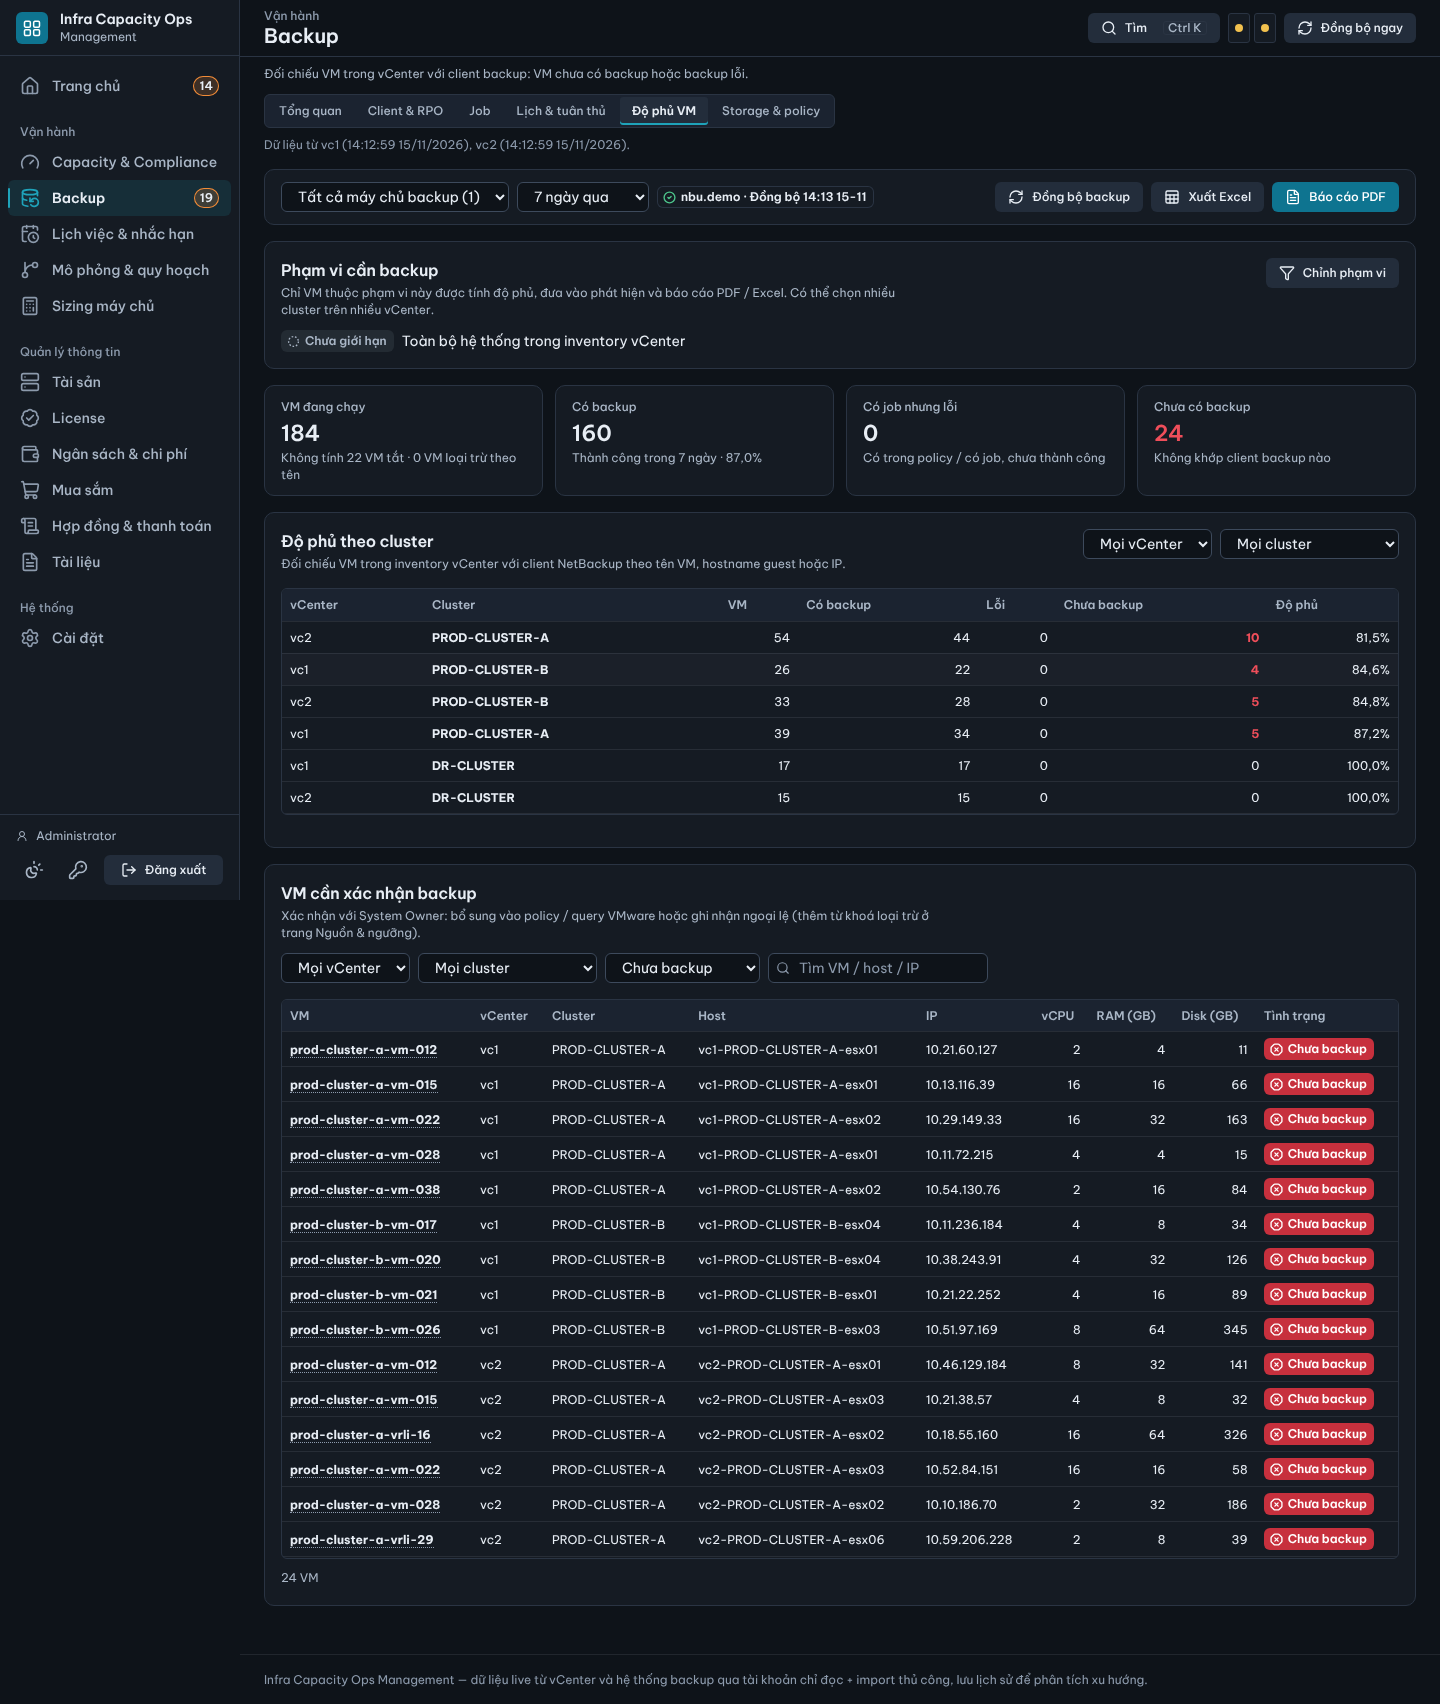 Infra Capacity Ops
Management
Trang chủ 14
Vận hành
Capacity & Compliance
Backup 19
Lịch việc & nhắc hạn
Mô phỏng & quy hoạch
Sizing máy chủ
Quản lý thông tin
Tài sản
License
Ngân sách & chi phí
Mua sắm
Hợp đồng & thanh toán
Tài liệu
Hệ thống
Cài đặt
Administrator
Đăng xuất
Vận hành
Backup
Tìm Ctrl K
Đồng bộ ngay
Đối chiếu VM trong vCenter với client backup: VM chưa có backup hoặc backup lỗi.
Tổng quan Client & RPO Job Lịch & tuân thủ Độ phủ VM Storage & policy
Dữ liệu từ vc1 (14:12:59 15/11/2026), vc2 (14:12:59 15/11/2026).
Tất cả máy chủ backup (1) 7 ngày qua nbu.demo · Đồng bộ 14:13 15-11 Đồng bộ backup Xuất Excel Báo cáo PDF
Phạm vi cần backup
Chỉ VM thuộc phạm vi này được tính độ phủ, đưa vào phát hiện và báo cáo PDF / Excel. Có thể chọn nhiều
cluster trên nhiều vCenter.
Chỉnh phạm vi
Chưa giới hạn Toàn bộ hệ thống trong inventory vCenter
VM đang chạy
184
Không tính 22 VM tắt · 0 VM loại trừ theo
tên
Có backup
160
Thành công trong 7 ngày · 87,0%
Có job nhưng lỗi
0
Có trong policy / có job, chưa thành công
Chưa có backup
24
Không khớp client backup nào
Độ phủ theo cluster
Đối chiếu VM trong inventory vCenter với client NetBackup theo tên VM, hostname guest hoặc IP.
Mọi vCenter Mọi cluster
vCenter Cluster VM Có backup Lỗi Chưa backup Độ phủ
vc2 PROD-CLUSTER-A 54 44 0 10 81,5%
vc1 PROD-CLUSTER-B 26 22 0 4 84,6%
vc2 PROD-CLUSTER-B 33 28 0 5 84,8%
vc1 PROD-CLUSTER-A 39 34 0 5 87,2%
vc1 DR-CLUSTER 17 17 0 0 100,0%
vc2 DR-CLUSTER 15 15 0 0 100,0%
VM cần xác nhận backup
Xác nhận với System Owner: bổ sung vào policy / query VMware hoặc ghi nhận ngoại lệ (thêm từ khoá loại trừ ở
trang Nguồn & ngưỡng).
Mọi vCenter Mọi cluster Chưa backup Tìm VM / host / IP
VM vCenter Cluster Host IP vCPU RAM (GB) Disk (GB) Tình trạng
prod-cluster-a-vm-012 vc1 PROD-CLUSTER-A vc1-PROD-CLUSTER-A-esx01 10.21.60.127 2 4 11 Chưa backup
prod-cluster-a-vm-015 vc1 PROD-CLUSTER-A vc1-PROD-CLUSTER-A-esx01 10.13.116.39 16 16 66 Chưa backup
prod-cluster-a-vm-022 vc1 PROD-CLUSTER-A vc1-PROD-CLUSTER-A-esx02 10.29.149.33 16 32 163 Chưa backup
prod-cluster-a-vm-028 vc1 PROD-CLUSTER-A vc1-PROD-CLUSTER-A-esx01 10.11.72.215 4 4 15 Chưa backup
prod-cluster-a-vm-038 vc1 PROD-CLUSTER-A vc1-PROD-CLUSTER-A-esx02 10.54.130.76 2 16 84 Chưa backup
prod-cluster-b-vm-017 vc1 PROD-CLUSTER-B vc1-PROD-CLUSTER-B-esx04 10.11.236.184 4 8 34 Chưa backup
prod-cluster-b-vm-020 vc1 PROD-CLUSTER-B vc1-PROD-CLUSTER-B-esx04 10.38.243.91 4 32 126 Chưa backup
prod-cluster-b-vm-021 vc1 PROD-CLUSTER-B vc1-PROD-CLUSTER-B-esx01 10.21.22.252 4 16 89 Chưa backup
prod-cluster-b-vm-026 vc1 PROD-CLUSTER-B vc1-PROD-CLUSTER-B-esx03 10.51.97.169 8 64 345 Chưa backup
prod-cluster-a-vm-012 vc2 PROD-CLUSTER-A vc2-PROD-CLUSTER-A-esx01 10.46.129.184 8 32 141 Chưa backup
prod-cluster-a-vm-015 vc2 PROD-CLUSTER-A vc2-PROD-CLUSTER-A-esx03 10.21.38.57 4 8 32 Chưa backup
prod-cluster-a-vrli-16 vc2 PROD-CLUSTER-A vc2-PROD-CLUSTER-A-esx02 10.18.55.160 16 64 326 Chưa backup
prod-cluster-a-vm-022 vc2 PROD-CLUSTER-A vc2-PROD-CLUSTER-A-esx03 10.52.84.151 16 16 58 Chưa backup
prod-cluster-a-vm-028 vc2 PROD-CLUSTER-A vc2-PROD-CLUSTER-A-esx02 10.10.186.70 2 32 186 Chưa backup
prod-cluster-a-vrli-29 vc2 PROD-CLUSTER-A vc2-PROD-CLUSTER-A-esx06 10.59.206.228 2 8 39 Chưa backup
24 VM
Infra Capacity Ops Management — dữ liệu live từ vCenter và hệ thống backup qua tài khoản chỉ đọc + import thủ công, lưu lịch sử để phân tích xu hướng.